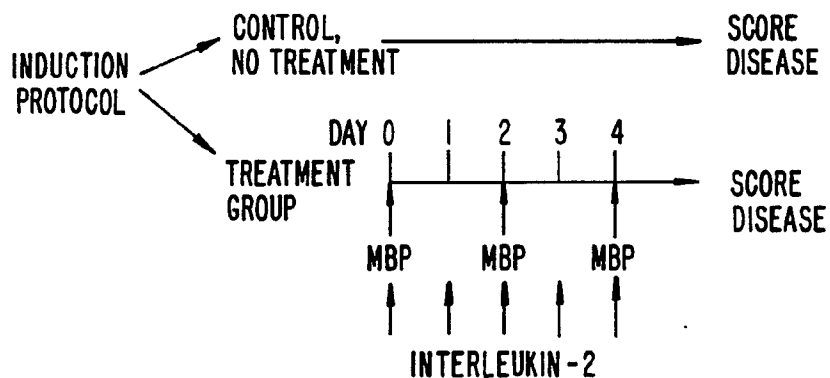 INDUCTION
PROTOCOL
CONTROL,
NO TREATMENT
SCORE
DISEASE
DAY 0 1 2 3 4
TREATMENT
GROUP
SCORE
DISEASE
MBP MBP MBP
INTERLEUKIN-2